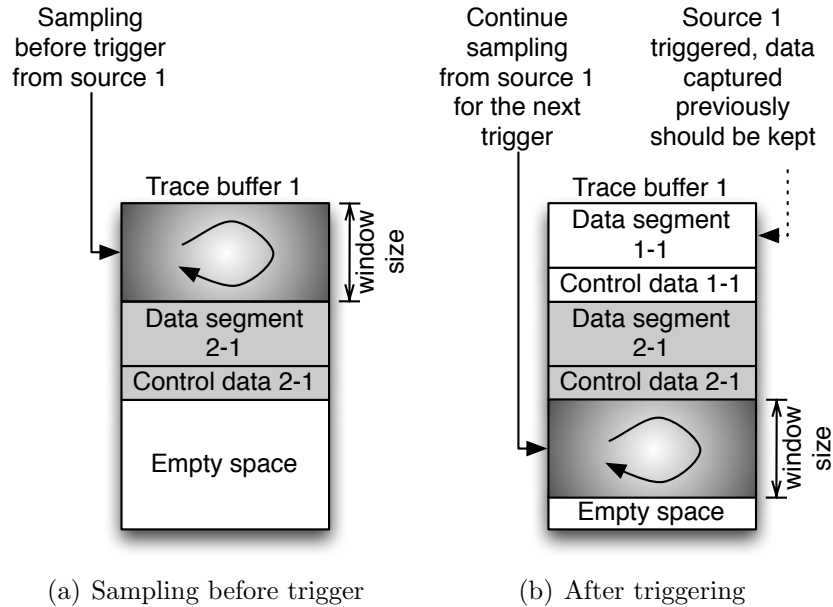 Sampling
before trigger
from source 1
Trace buffer 1
window
size
Data segment
2-1
Control data 2-1
Empty space
(a) Sampling before trigger
Continue
sampling
from source 1
for the next
trigger
Source 1
triggered, data
captured
previously
should be kept
Trace buffer 1
Data segment
1-1
Control data 1-1
Data segment
2-1
Control data 2-1
window
size
Empty space
(b) After triggering